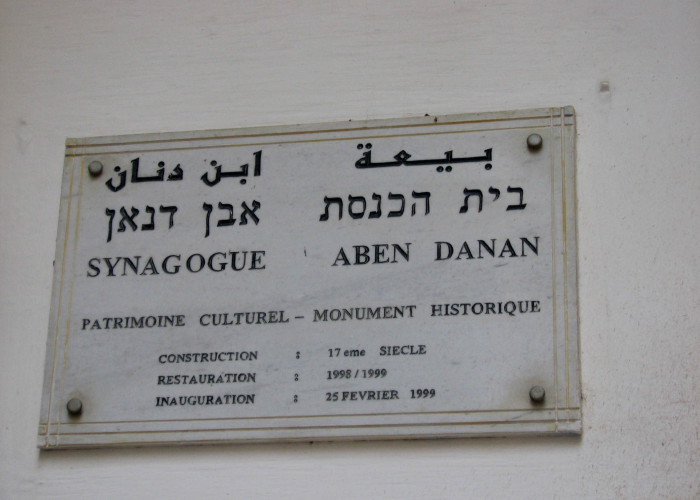 بيعة ابن دنان
בית הכנסת אבן דנאן
SYNAGOGUE ABEN DANAN
PATRIMOINE CULTUREL - MONUMENT HISTORIQUE
CONSTRUCTION : 17eme SIECLE
RESTAURATION : 1998/1999
INAUGURATION : 25 FEVRIER 1999